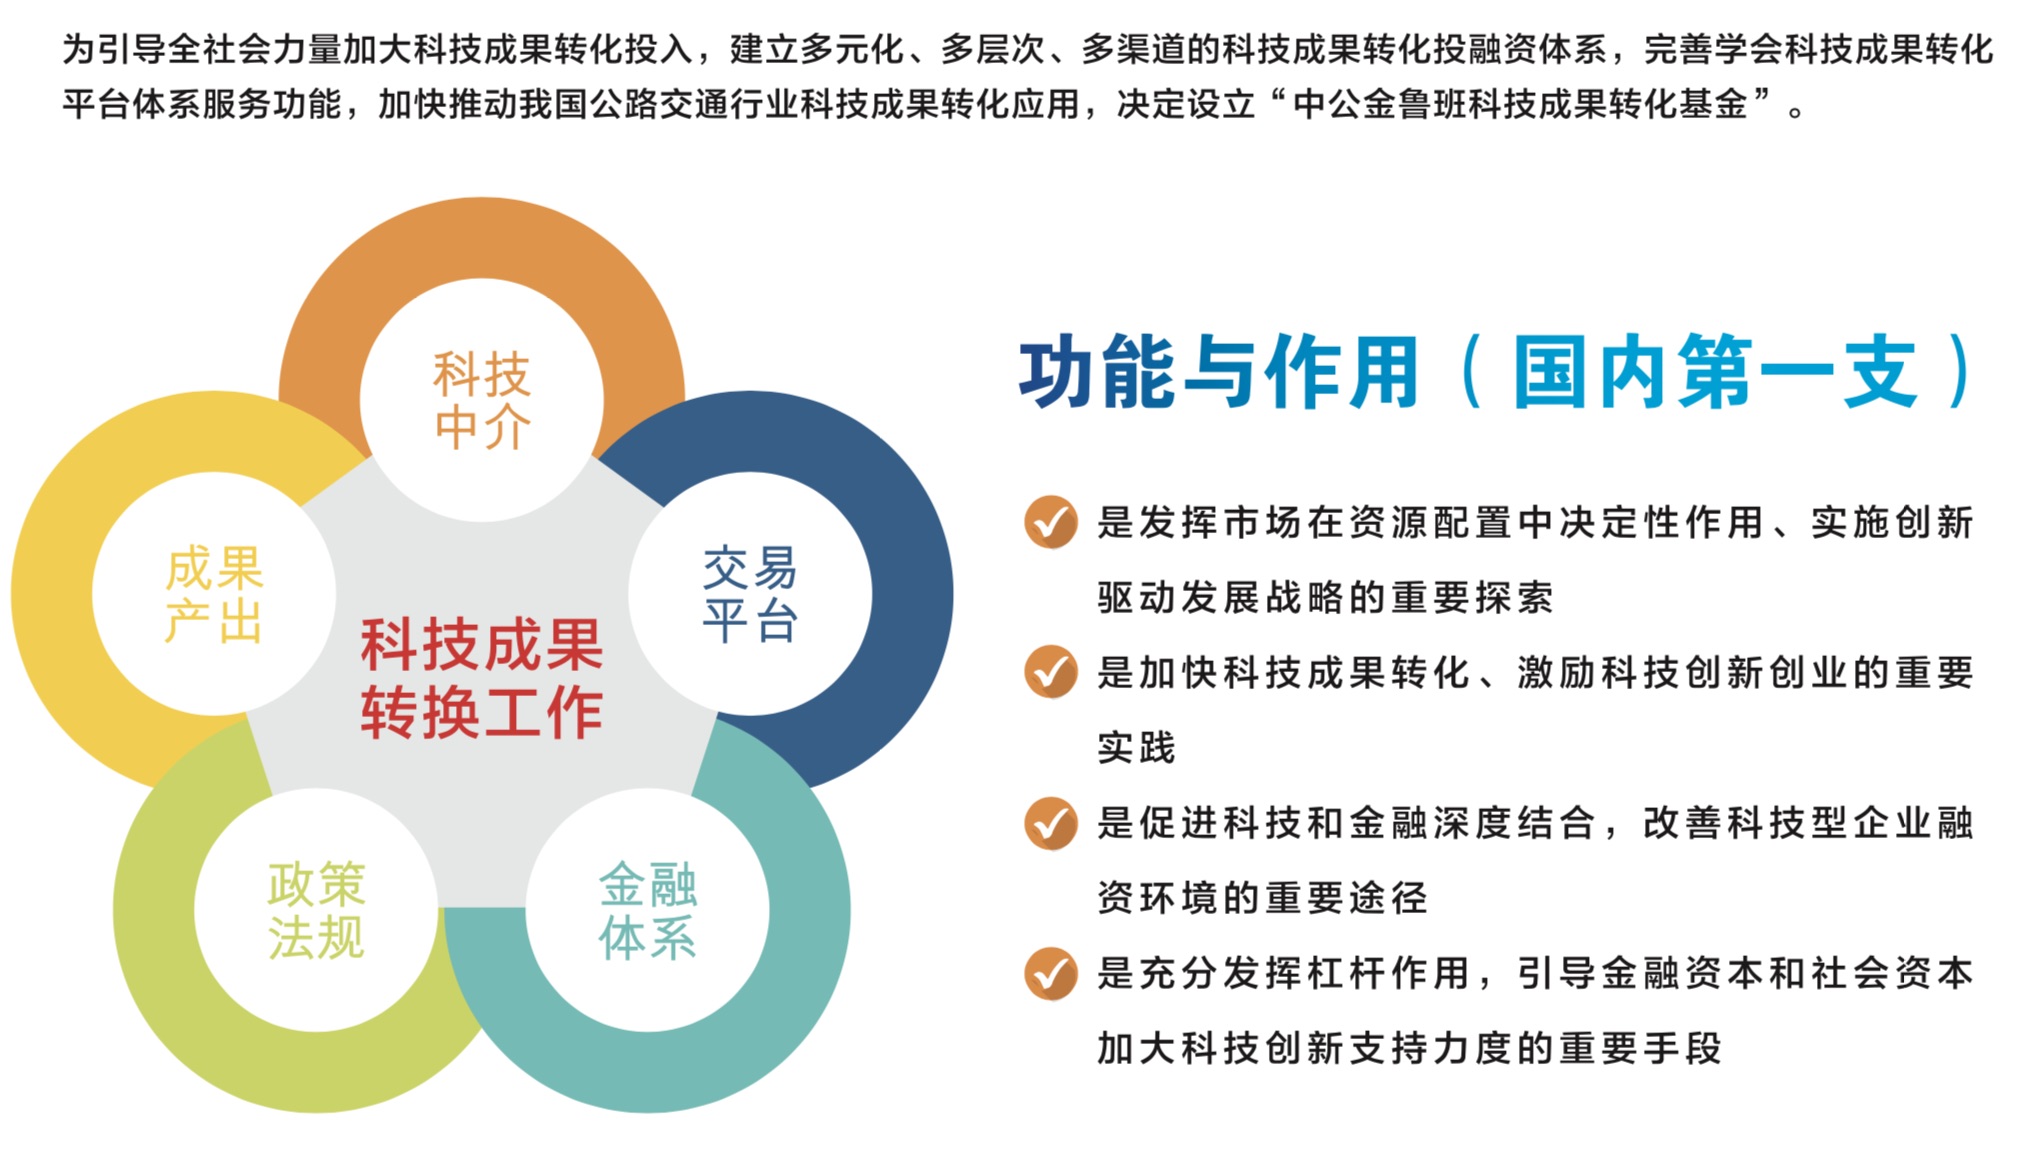 为引导全社会力量加大科技成果转化投入，建立多元化、多层次、多渠道的科技成果转化投融资体系，完善学会科技成果转化
平台体系服务功能，加快推动我国公路交通行业科技成果转化应用，决定设立“中公金鲁班科技成果转化基金”。
科技
中介
成果
产出
交易
平台
科技成果
转换工作
政策
法规
金融
体系
功能与作用（国内第一支）
是发挥市场在资源配置中决定性作用、实施创新
驱动发展战略的重要探索
是加快科技成果转化、激励科技创新创业的重要
实践
是促进科技和金融深度结合，改善科技型企业融
资环境的重要途径
是充分发挥杠杆作用，引导金融资本和社会资本
加大科技创新支持力度的重要手段